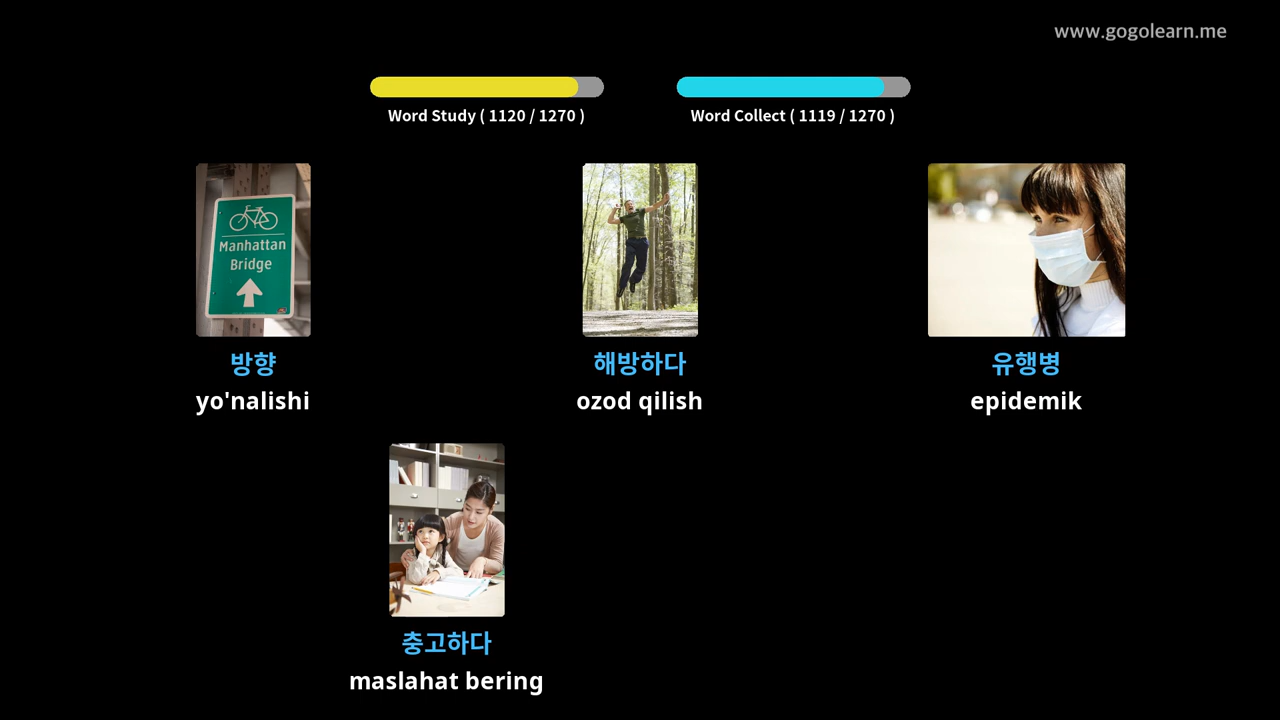 www.gogolearn.me
Word Study ( 1120 / 1270 )
Word Collect ( 1119 / 1270 )
Manhattan
Bridge
방향
yo'nalishi
해방하다
ozod qilish
유행병
epidemik
충고하다
maslahat bering